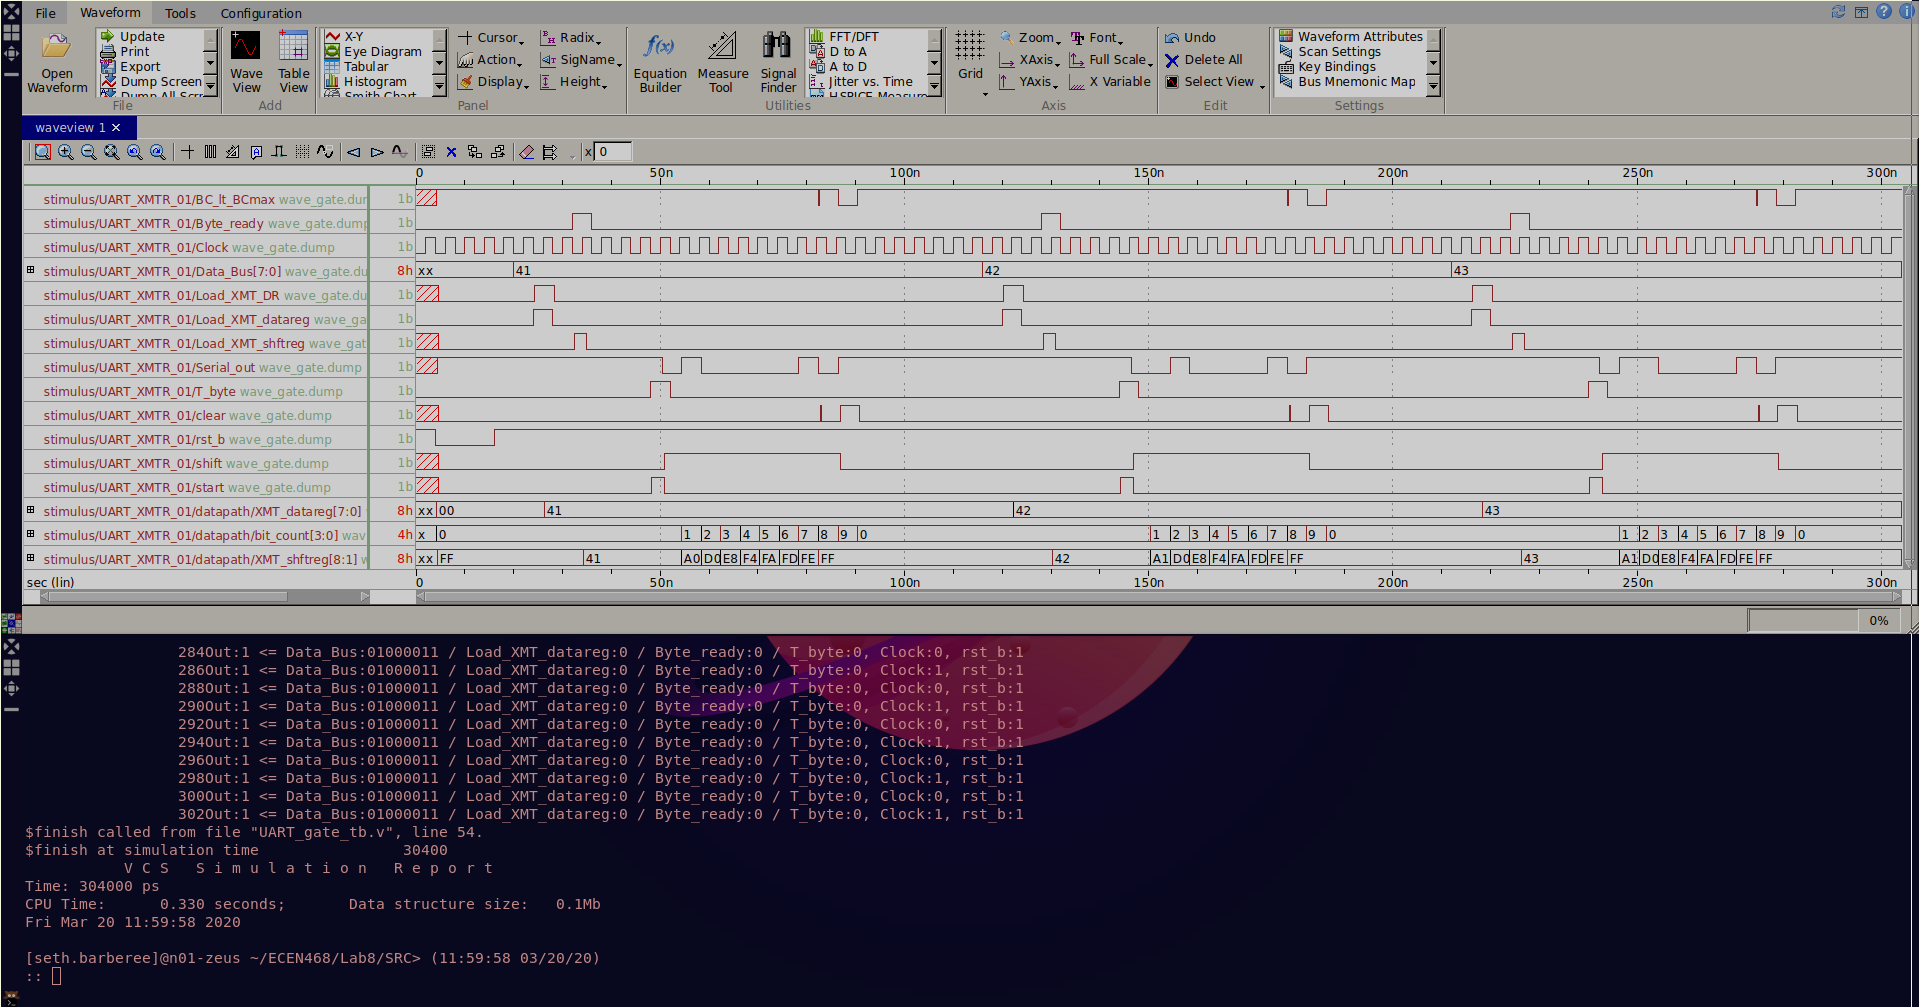 File Waveform Tools Configuration
Open Waveform
Update
Print
Export
Dump Screen
File
Wave View
Table View
Add
X-Y
Eye Diagram
Tabular
Histogram
Smith Chart
Cursor
Action
Display
Radix
SigName
Height
Panel
Equation Builder
Measure Tool
Signal Finder
FFT/DFT
D to A
A to D
Jitter vs. Time
Utilities
Grid
Zoom
XAxis
YAxis
Font
Full Scale
X Variable
Axis
Undo
Delete All
Select View
Edit
Waveform Attributes
Scan Settings
Key Bindings
Bus Mnemonic Map
Settings
waveview 1
x 0
0 50n 100n 150n 200n 250n 300n
stimulus/UART_XMTR_01/BC_lt_BCmax wave_gate.dur 1b
stimulus/UART_XMTR_01/Byte_ready wave_gate.dump 1b
stimulus/UART_XMTR_01/Clock wave_gate.dump 1b
stimulus/UART_XMTR_01/Data_Bus[7:0] wave_gate.du 8h xx 41 42 43
stimulus/UART_XMTR_01/Load_XMT_DR wave_gate.du 1b
stimulus/UART_XMTR_01/Load_XMT_datareg wave_ga 1b
stimulus/UART_XMTR_01/Load_XMT_shftreg wave_gat 1b
stimulus/UART_XMTR_01/Serial_out wave_gate.dump 1b
stimulus/UART_XMTR_01/T_byte wave_gate.dump 1b
stimulus/UART_XMTR_01/clear wave_gate.dump 1b
stimulus/UART_XMTR_01/rst_b wave_gate.dump 1b
stimulus/UART_XMTR_01/shift wave_gate.dump 1b
stimulus/UART_XMTR_01/start wave_gate.dump 1b
stimulus/UART_XMTR_01/datapath/XMT_datareg[7:0] 8h xx 00 41 42 43
stimulus/UART_XMTR_01/datapath/bit_count[3:0] wa 4h x 0 1 2 3 4 5 6 7 8 9 0 1 2 3 4 5 6 7 8 9 0 1 2 3 4 5 6 7 8 9 0
stimulus/UART_XMTR_01/datapath/XMT_shftreg[8:1] w 8h xx FF 41 A0 D0 E8 F4 FA FD FE FF 42 A1 D0 E8 F4 FA FD FE FF 43 A1 D0 E8 F4 FA FD FE FF
sec (lin) 0 50n 100n 150n 200n 250n 300n
0%
284Out:1 <= Data_Bus:01000011 / Load_XMT_datareg:0 / Byte_ready:0 / T_byte:0, Clock:0, rst_b:1
286Out:1 <= Data_Bus:01000011 / Load_XMT_datareg:0 / Byte_ready:0 / T_byte:0, Clock:1, rst_b:1
288Out:1 <= Data_Bus:01000011 / Load_XMT_datareg:0 / Byte_ready:0 / T_byte:0, Clock:0, rst_b:1
290Out:1 <= Data_Bus:01000011 / Load_XMT_datareg:0 / Byte_ready:0 / T_byte:0, Clock:1, rst_b:1
292Out:1 <= Data_Bus:01000011 / Load_XMT_datareg:0 / Byte_ready:0 / T_byte:0, Clock:0, rst_b:1
294Out:1 <= Data_Bus:01000011 / Load_XMT_datareg:0 / Byte_ready:0 / T_byte:0, Clock:1, rst_b:1
296Out:1 <= Data_Bus:01000011 / Load_XMT_datareg:0 / Byte_ready:0 / T_byte:0, Clock:0, rst_b:1
298Out:1 <= Data_Bus:01000011 / Load_XMT_datareg:0 / Byte_ready:0 / T_byte:0, Clock:1, rst_b:1
300Out:1 <= Data_Bus:01000011 / Load_XMT_datareg:0 / Byte_ready:0 / T_byte:0, Clock:0, rst_b:1
302Out:1 <= Data_Bus:01000011 / Load_XMT_datareg:0 / Byte_ready:0 / T_byte:0, Clock:1, rst_b:1
$finish called from file "UART_gate_tb.v", line 54.
$finish at simulation time 30400
V C S S i m u l a t i o n R e p o r t
Time: 304000 ps
CPU Time: 0.330 seconds; Data structure size: 0.1Mb
Fri Mar 20 11:59:58 2020
[seth.barberee]@n01-zeus ~/ECEN468/Lab8/SRC> (11:59:58 03/20/20)
::